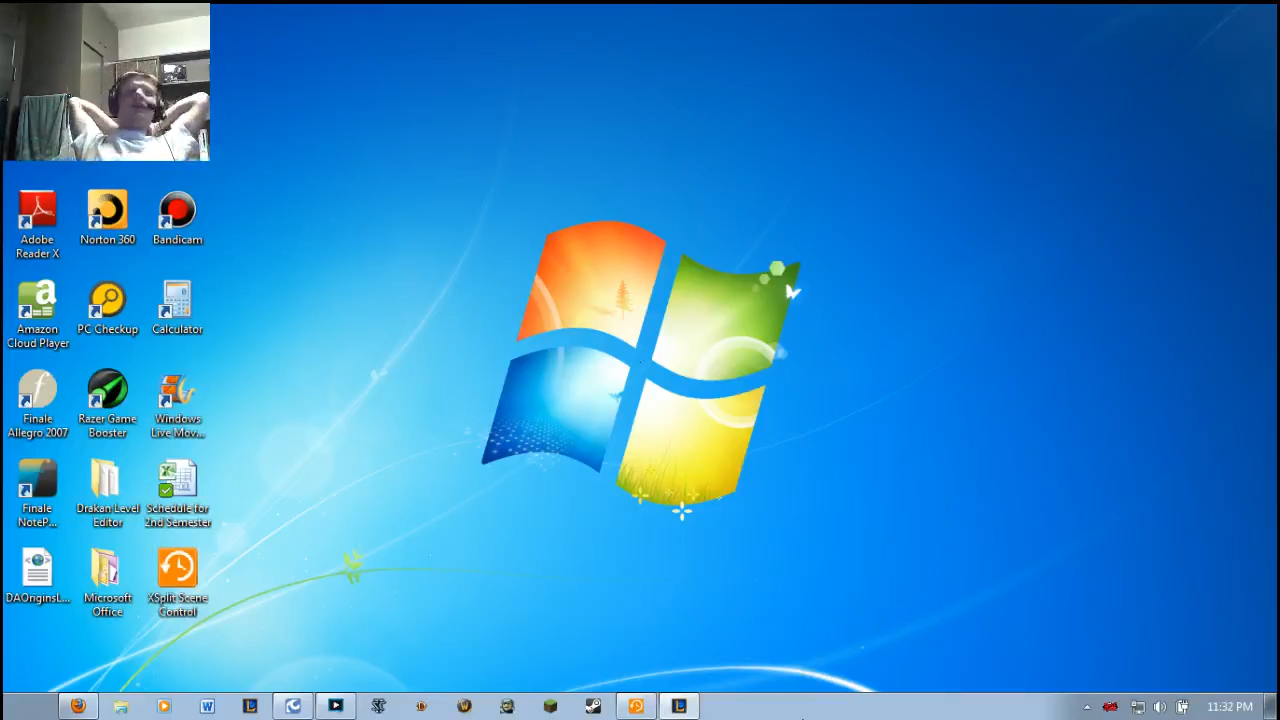 Adobe
Reader X
Norton 360
Bandicam
Amazon
Cloud Player
PC Checkup
Calculator
Finale
Allegro 2007
Razer Game
Booster
Windows
Live Mov...
Finale
NoteP...
Drakan Level
Editor
Schedule for
2nd Semester
DAOriginsL...
Microsoft
Office
XSplit Scene
Control
11:32 PM